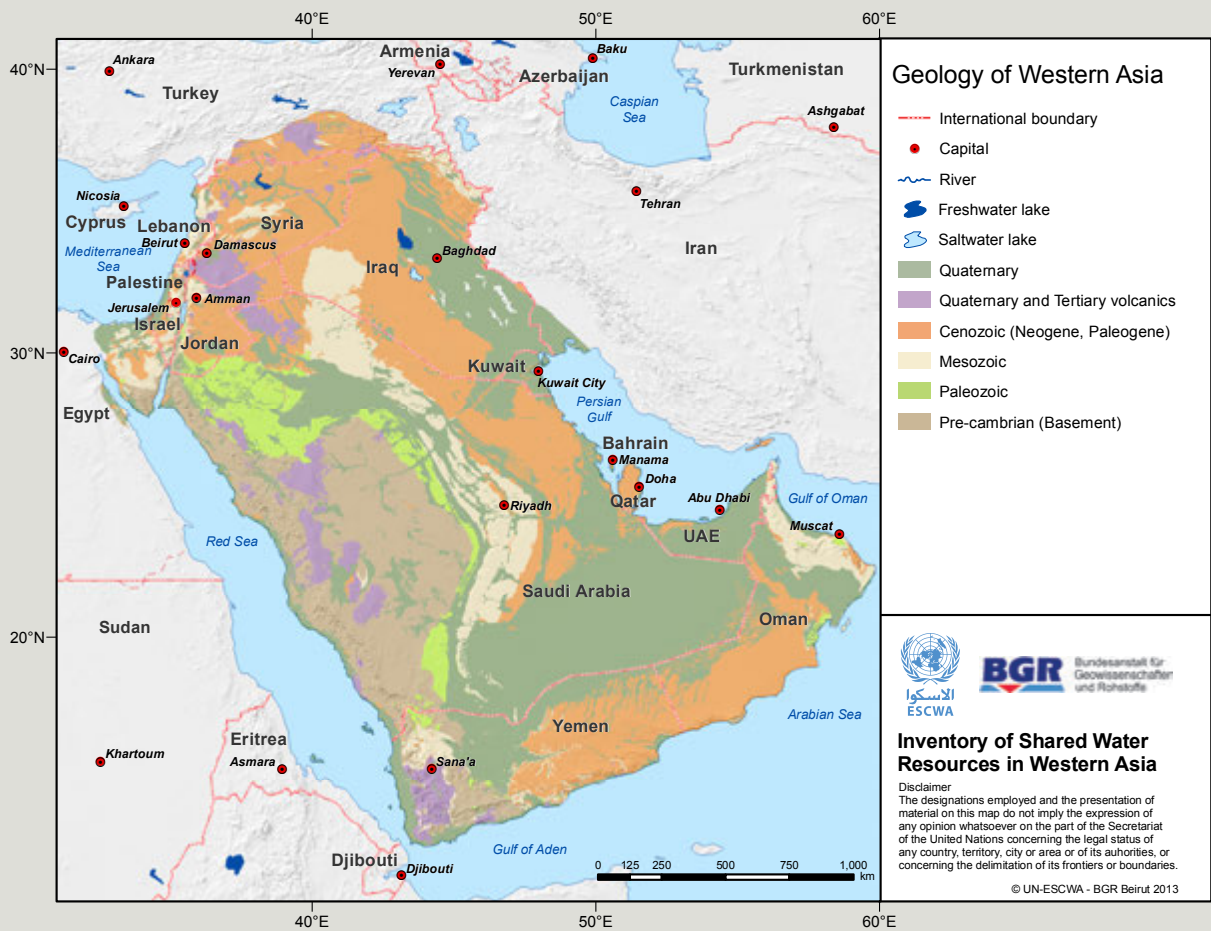 40°E
50°E
60°E
40°N
30°N
20°N
40°E
50°E
60°E
Ankara
Turkey
Armenia
Yerevan
Baku
Azerbaijan
Turkmenistan
Caspian
Sea
Ashgabat
Nicosia
Cyprus
Lebanon
Beirut
Syria
Damascus
Mediterranean
Sea
Tehran
Iran
Iraq
Baghdad
Palestine
Jerusalem
Amman
Israel
Jordan
Cairo
Egypt
Kuwait
Kuwait City
Persian
Gulf
Bahrain
Manama
Doha
Qatar
Abu Dhabi
UAE
Gulf of Oman
Muscat
Riyadh
Red Sea
Saudi Arabia
Oman
Sudan
Arabian Sea
Yemen
Sana'a
Eritrea
Asmara
Khartoum
Gulf of Aden
Djibouti
Djibouti
0 125 250 500 750 1.000
km
Geology of Western Asia
International boundary
Capital
River
Freshwater lake
Saltwater lake
Quaternary
Quaternary and Tertiary volcanics
Cenozoic (Neogene, Paleogene)
Mesozoic
Paleozoic
Pre-cambrian (Basement)
الاسكوا
ESCWA
BGR
Bundesanstalt für
Geowissenschaften
und Rohstoffe
Inventory of Shared Water
Resources in Western Asia
Disclaimer
The designations employed and the presentation of
material on this map do not imply the expression of
any opinion whatsoever on the part of the Secretariat
of the United Nations concerning the legal status of
any country, territory, city or area or of its auhorities, or
concerning the delimitation of its frontiers or boundaries.
© UN-ESCWA - BGR Beirut 2013